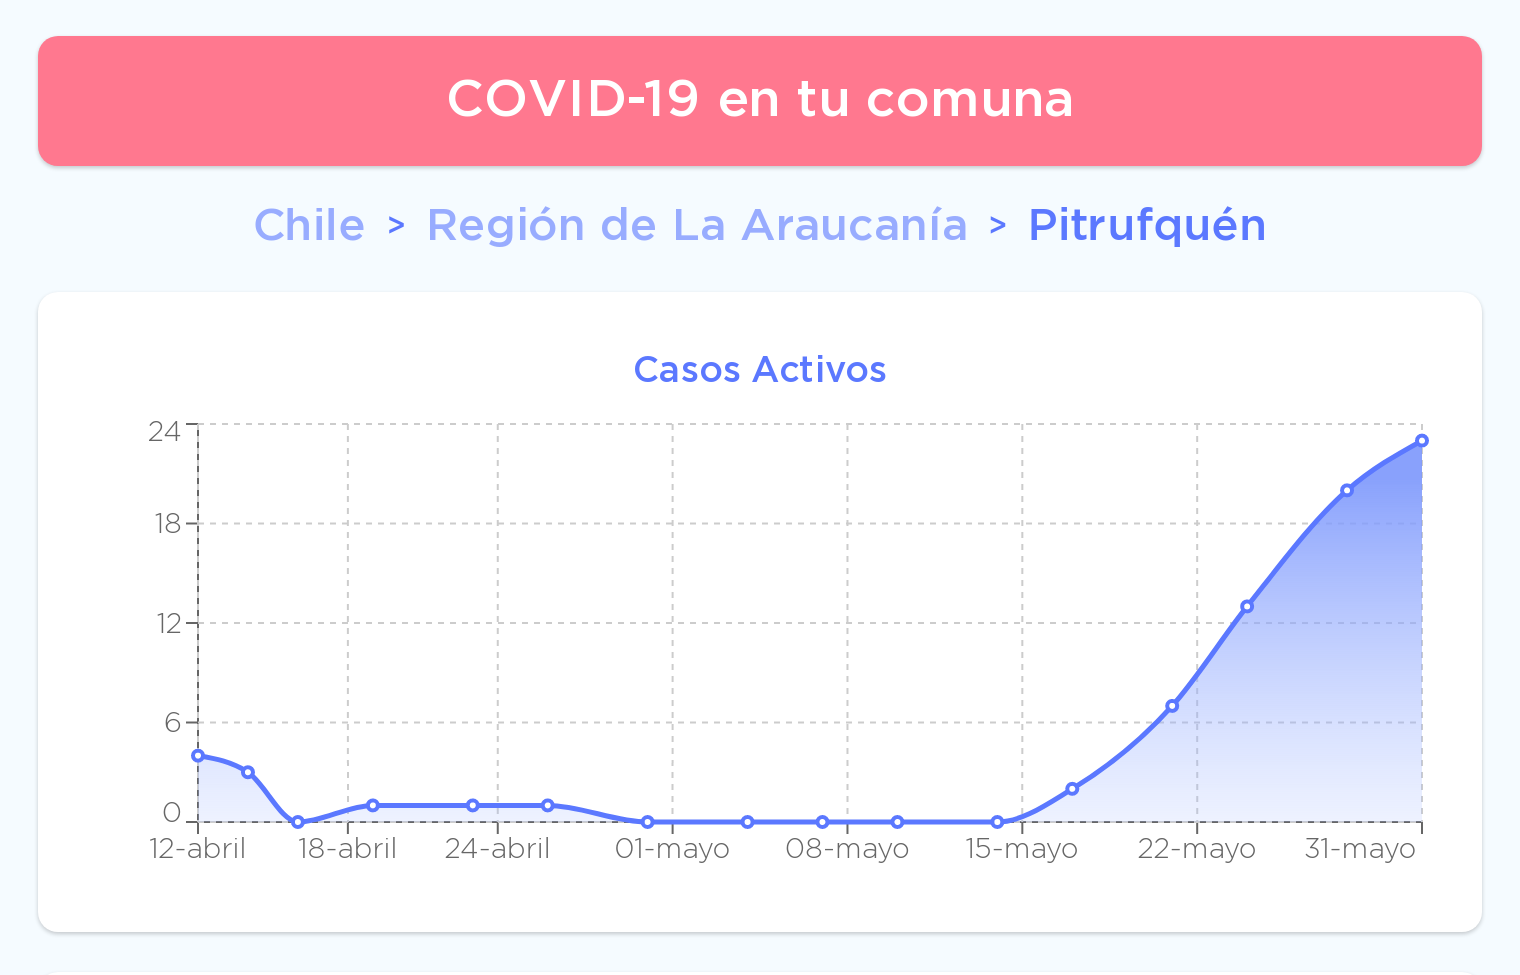 COVID-19 en tu comuna
Chile > Región de La Araucanía > Pitrufquén
Casos Activos
24
18
12
6
0
12-abril 18-abril 24-abril 01-mayo 08-mayo 15-mayo 22-mayo 31-mayo